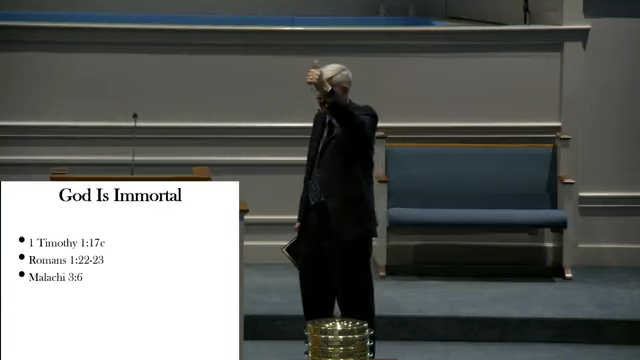 God Is Immortal
1 Timothy 1:17c
Romans 1:22-23
Malachi 3:6